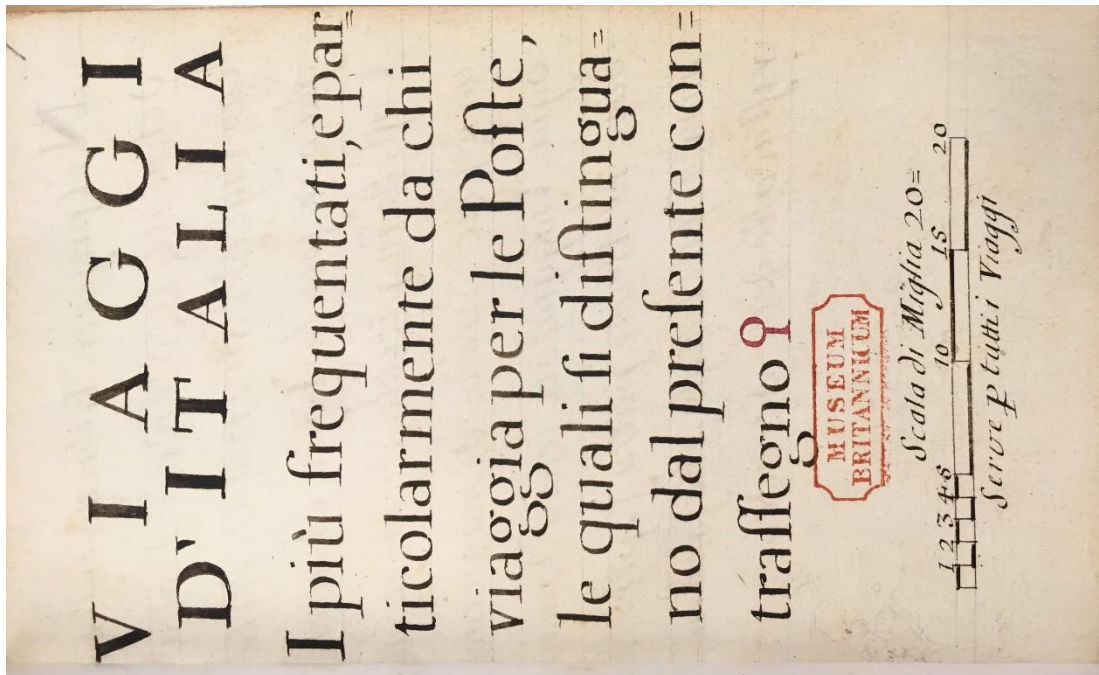 VIAGGI
D'ITALIA
I più frequentati, e par=
ticolarmente da chi
viaggia per le Poſte,
le quali ſi diſtingua=
no dal preſente con=
traſſegno
MUSEUM
BRITANNICUM
Scala di Miglia 20=
1 2 3 4 5 10 15 20
Serve ꝑ tutti i Viaggi